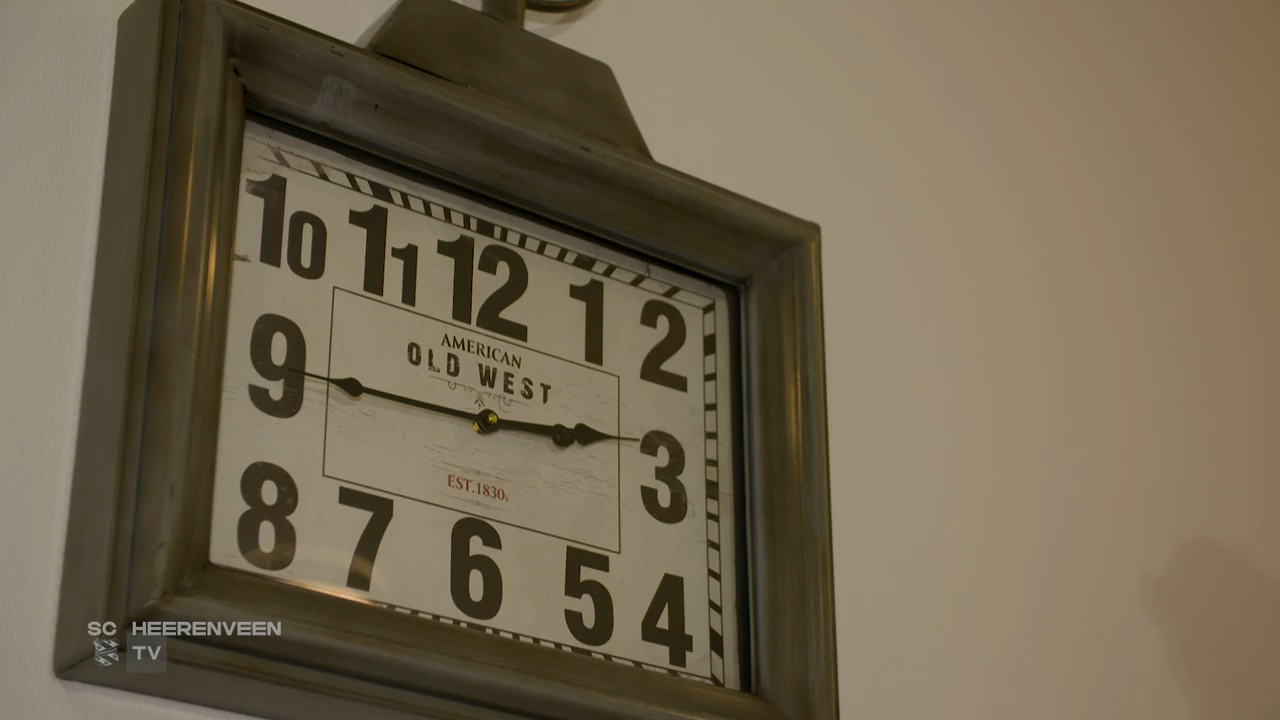 10 11 12 1 2
AMERICAN
OLD WEST
9 3
EST.1830s
8 7 6 5 4
SC HEERENVEEN
TV